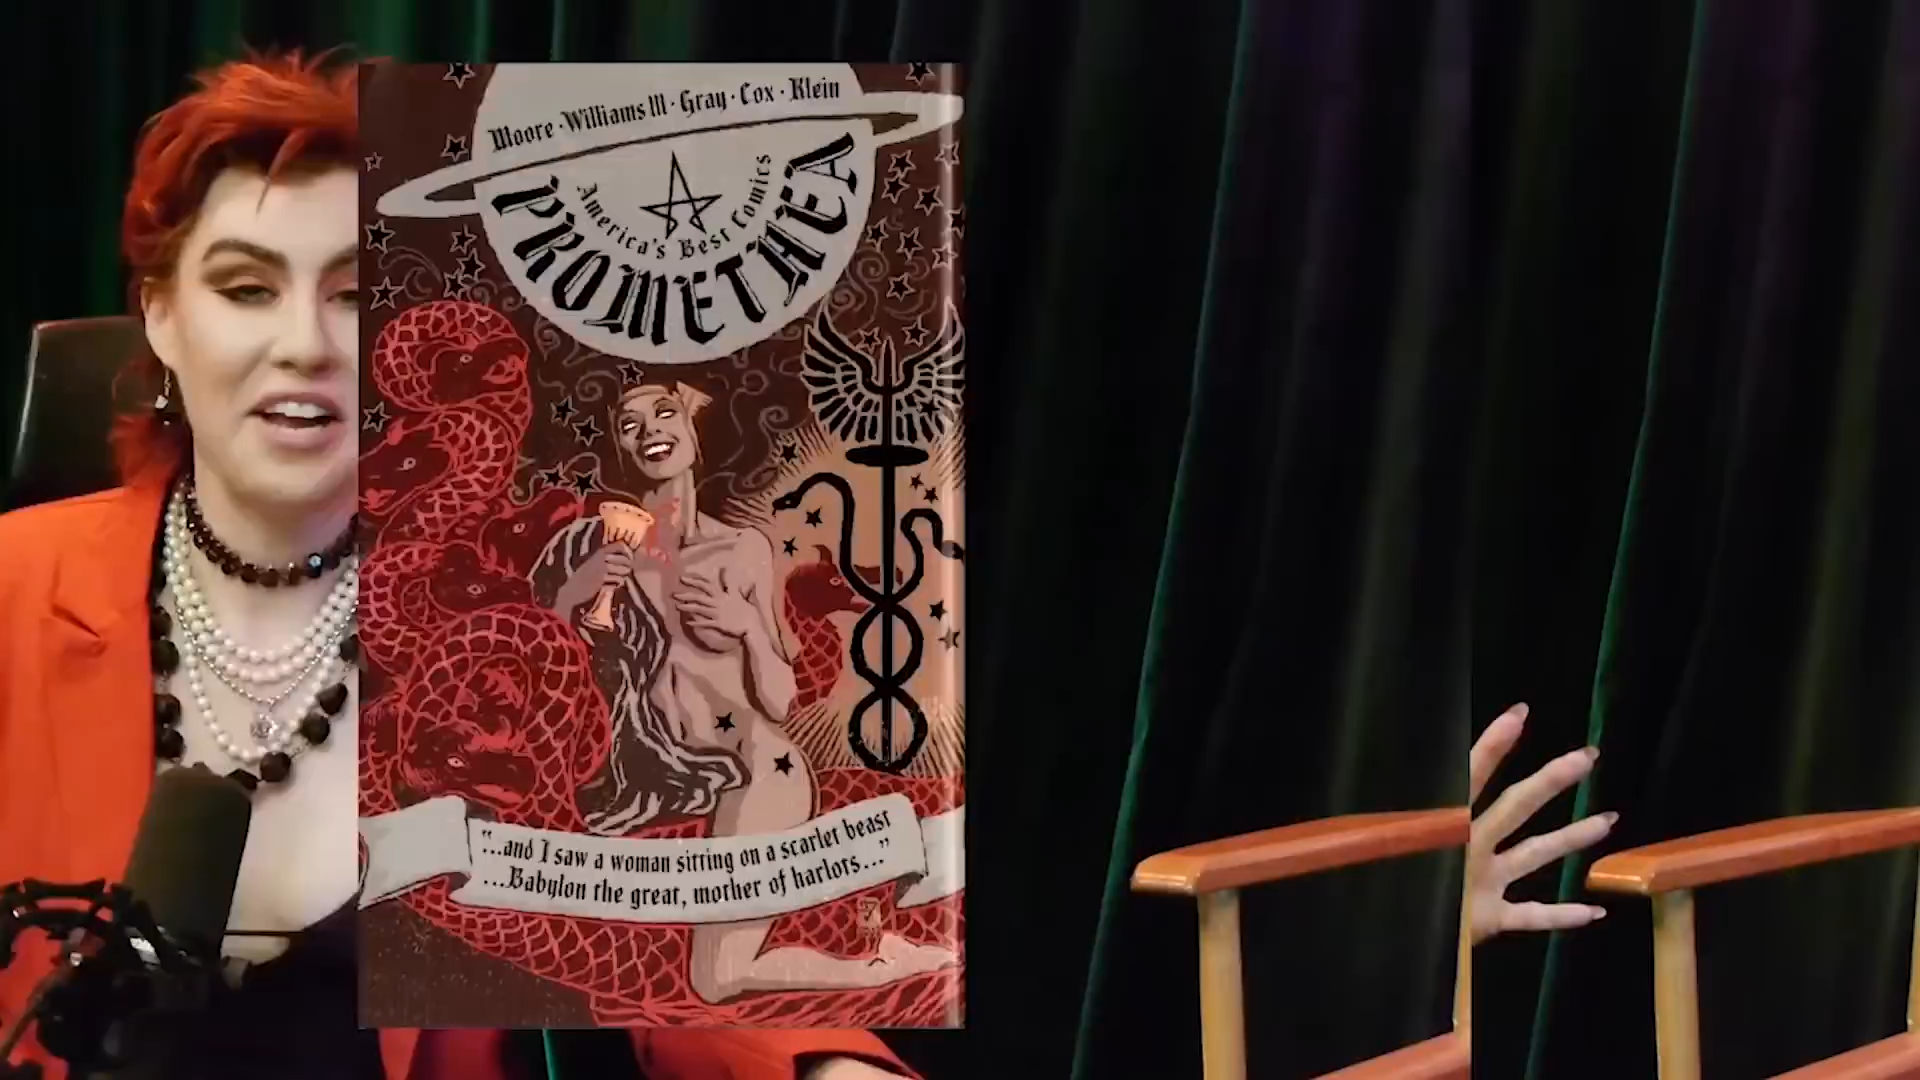 Moore · Williams III · Gray · Cox · Klein
America's Best Comics
PROMETHEA
"...and I saw a woman sitting on a scarlet beast
...Babylon the great, mother of harlots..."